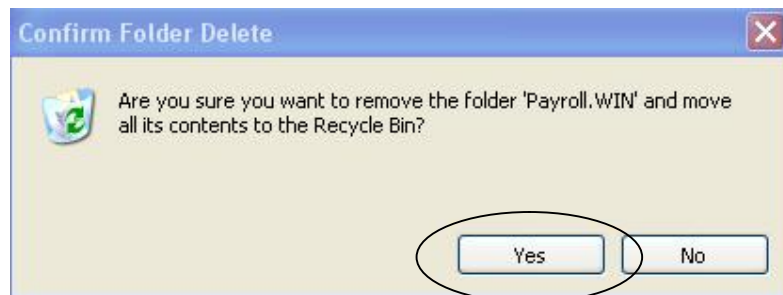 Confirm Folder Delete
Are you sure you want to remove the folder 'Payroll.WIN' and move
all its contents to the Recycle Bin?
Yes No